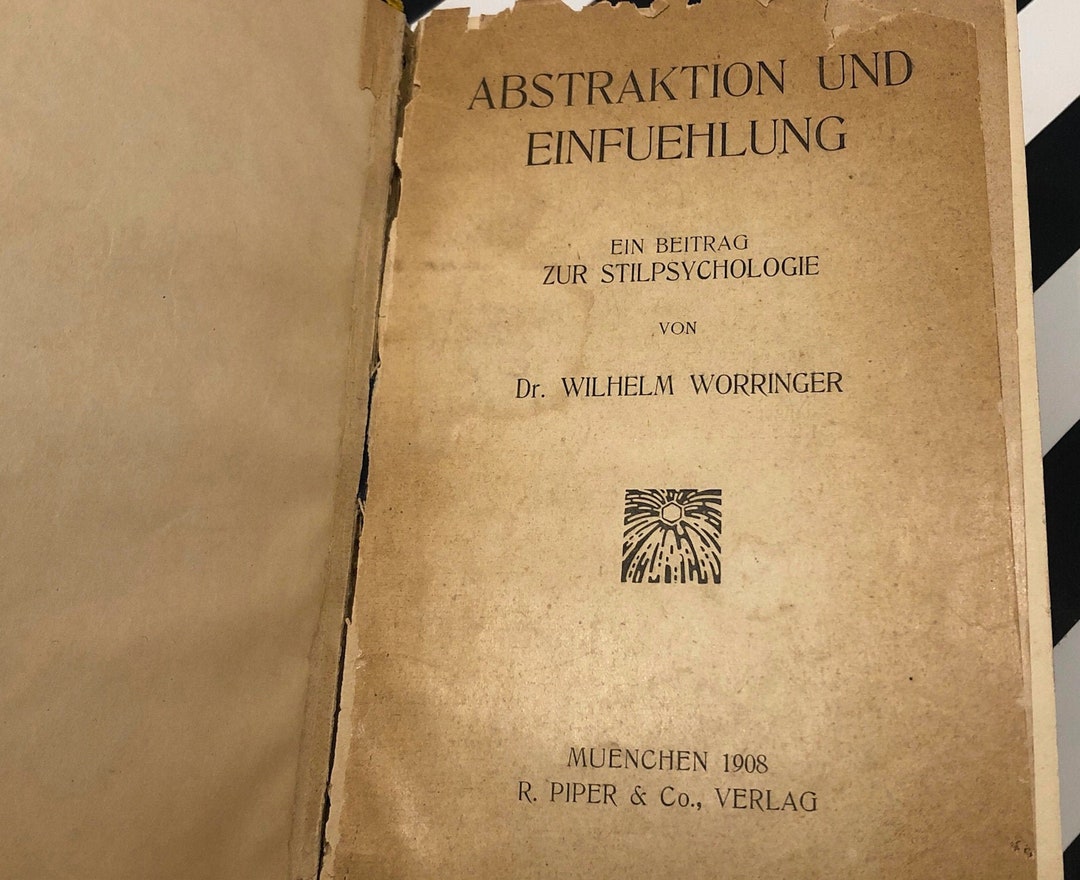 ABSTRAKTION UND
EINFUEHLUNG
EIN BEITRAG
ZUR STILPSYCHOLOGIE
VON
Dr. WILHELM WORRINGER
MUENCHEN 1908
R. PIPER & Co., VERLAG